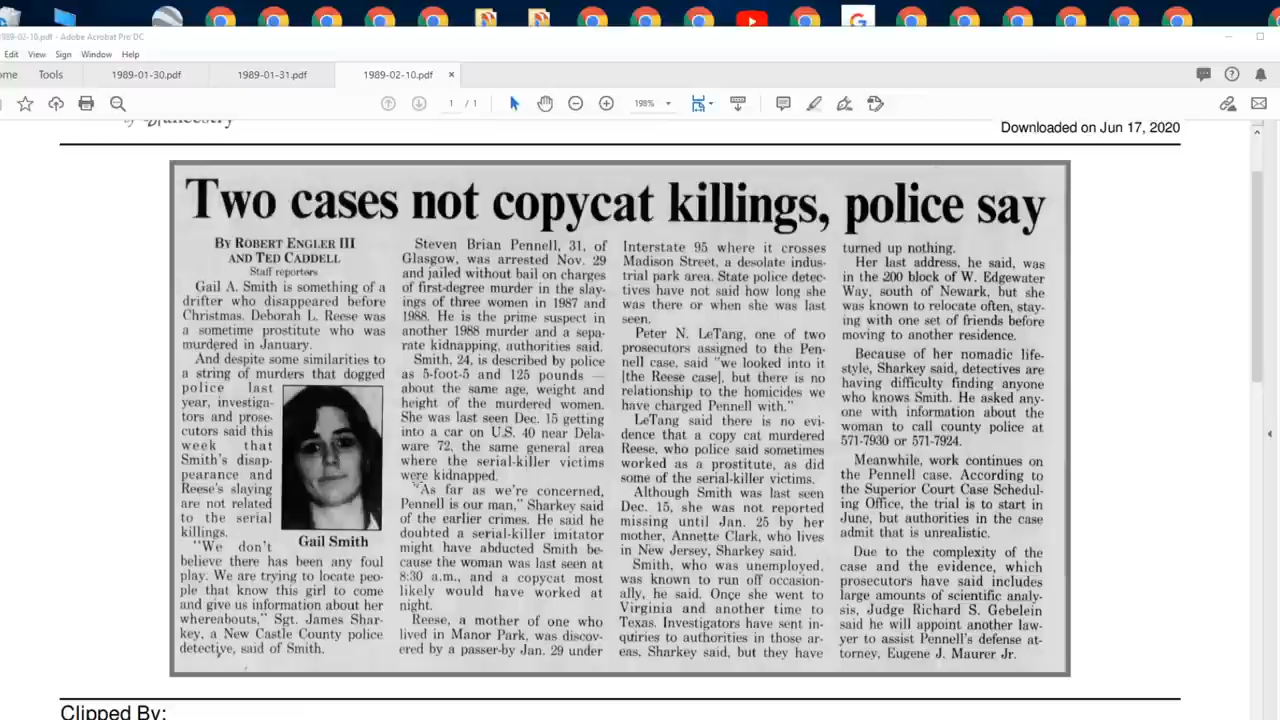 1989-02-10.pdf - Adobe Acrobat Pro DC
Edit View Sign Window Help
ome Tools 1989-01-30.pdf 1989-01-31.pdf 1989-02-10.pdf ×
1 / 1 198%
by Ancestry
Downloaded on Jun 17, 2020
Two cases not copycat killings, police say
BY ROBERT ENGLER III
AND TED CADDELL
Staff reporters
Gail A. Smith is something of a
drifter who disappeared before
Christmas. Deborah L. Reese was
a sometime prostitute who was
murdered in January.
And despite some similarities to
a string of murders that dogged
police last
year, investiga-
tors and prose-
cutors said this
week that
Smith's disap-
pearance and
Reese's slaying
are not related
to the serial
killings.
"We don't
believe there has been any foul
play. We are trying to locate peo-
ple that know this girl to come
and give us information about her
whereabouts," Sgt. James Shar-
key, a New Castle County police
detective, said of Smith.
Gail Smith
Steven Brian Pennell, 31, of
Glasgow, was arrested Nov. 29
and jailed without bail on charges
of first-degree murder in the slay-
ings of three women in 1987 and
1988. He is the prime suspect in
another 1988 murder and a sepa-
rate kidnapping, authorities said.
Smith, 24, is described by police
as 5-foot-5 and 125 pounds —
about the same age, weight and
height of the murdered women.
She was last seen Dec. 15 getting
into a car on U.S. 40 near Dela-
ware 72, the same general area
where the serial-killer victims
were kidnapped.
"As far as we're concerned,
Pennell is our man," Sharkey said
of the earlier crimes. He said he
doubted a serial-killer imitator
might have abducted Smith be-
cause the woman was last seen at
8:30 a.m., and a copycat most
likely would have worked at
night.
Reese, a mother of one who
lived in Manor Park, was discov-
ered by a passer-by Jan. 29 under
Interstate 95 where it crosses
Madison Street, a desolate indus-
trial park area. State police detec-
tives have not said how long she
was there or when she was last
seen.
Peter N. LeTang, one of two
prosecutors assigned to the Pen-
nell case, said "we looked into it
[the Reese case], but there is no
relationship to the homicides we
have charged Pennell with."
LeTang said there is no evi-
dence that a copy cat murdered
Reese, who police said sometimes
worked as a prostitute, as did
some of the serial-killer victims.
Although Smith was last seen
Dec. 15, she was not reported
missing until Jan. 25 by her
mother, Annette Clark, who lives
in New Jersey, Sharkey said.
Smith, who was unemployed,
was known to run off occasion-
ally, he said. Once she went to
Virginia and another time to
Texas. Investigators have sent in-
quiries to authorities in those ar-
eas, Sharkey said, but they have
turned up nothing.
Her last address, he said, was
in the 200 block of W. Edgewater
Way, south of Newark, but she
was known to relocate often, stay-
ing with one set of friends before
moving to another residence.
Because of her nomadic life-
style, Sharkey said, detectives are
having difficulty finding anyone
who knows Smith. He asked any-
one with information about the
woman to call county police at
571-7930 or 571-7924.
Meanwhile, work continues on
the Pennell case. According to
the Superior Court Case Schedul-
ing Office, the trial is to start in
June, but authorities in the case
admit that is unrealistic.
Due to the complexity of the
case and the evidence, which
prosecutors have said includes
large amounts of scientific analy-
sis, Judge Richard S. Gebelein
said he will appoint another law-
yer to assist Pennell's defense at-
torney, Eugene J. Maurer Jr.
Clipped By: